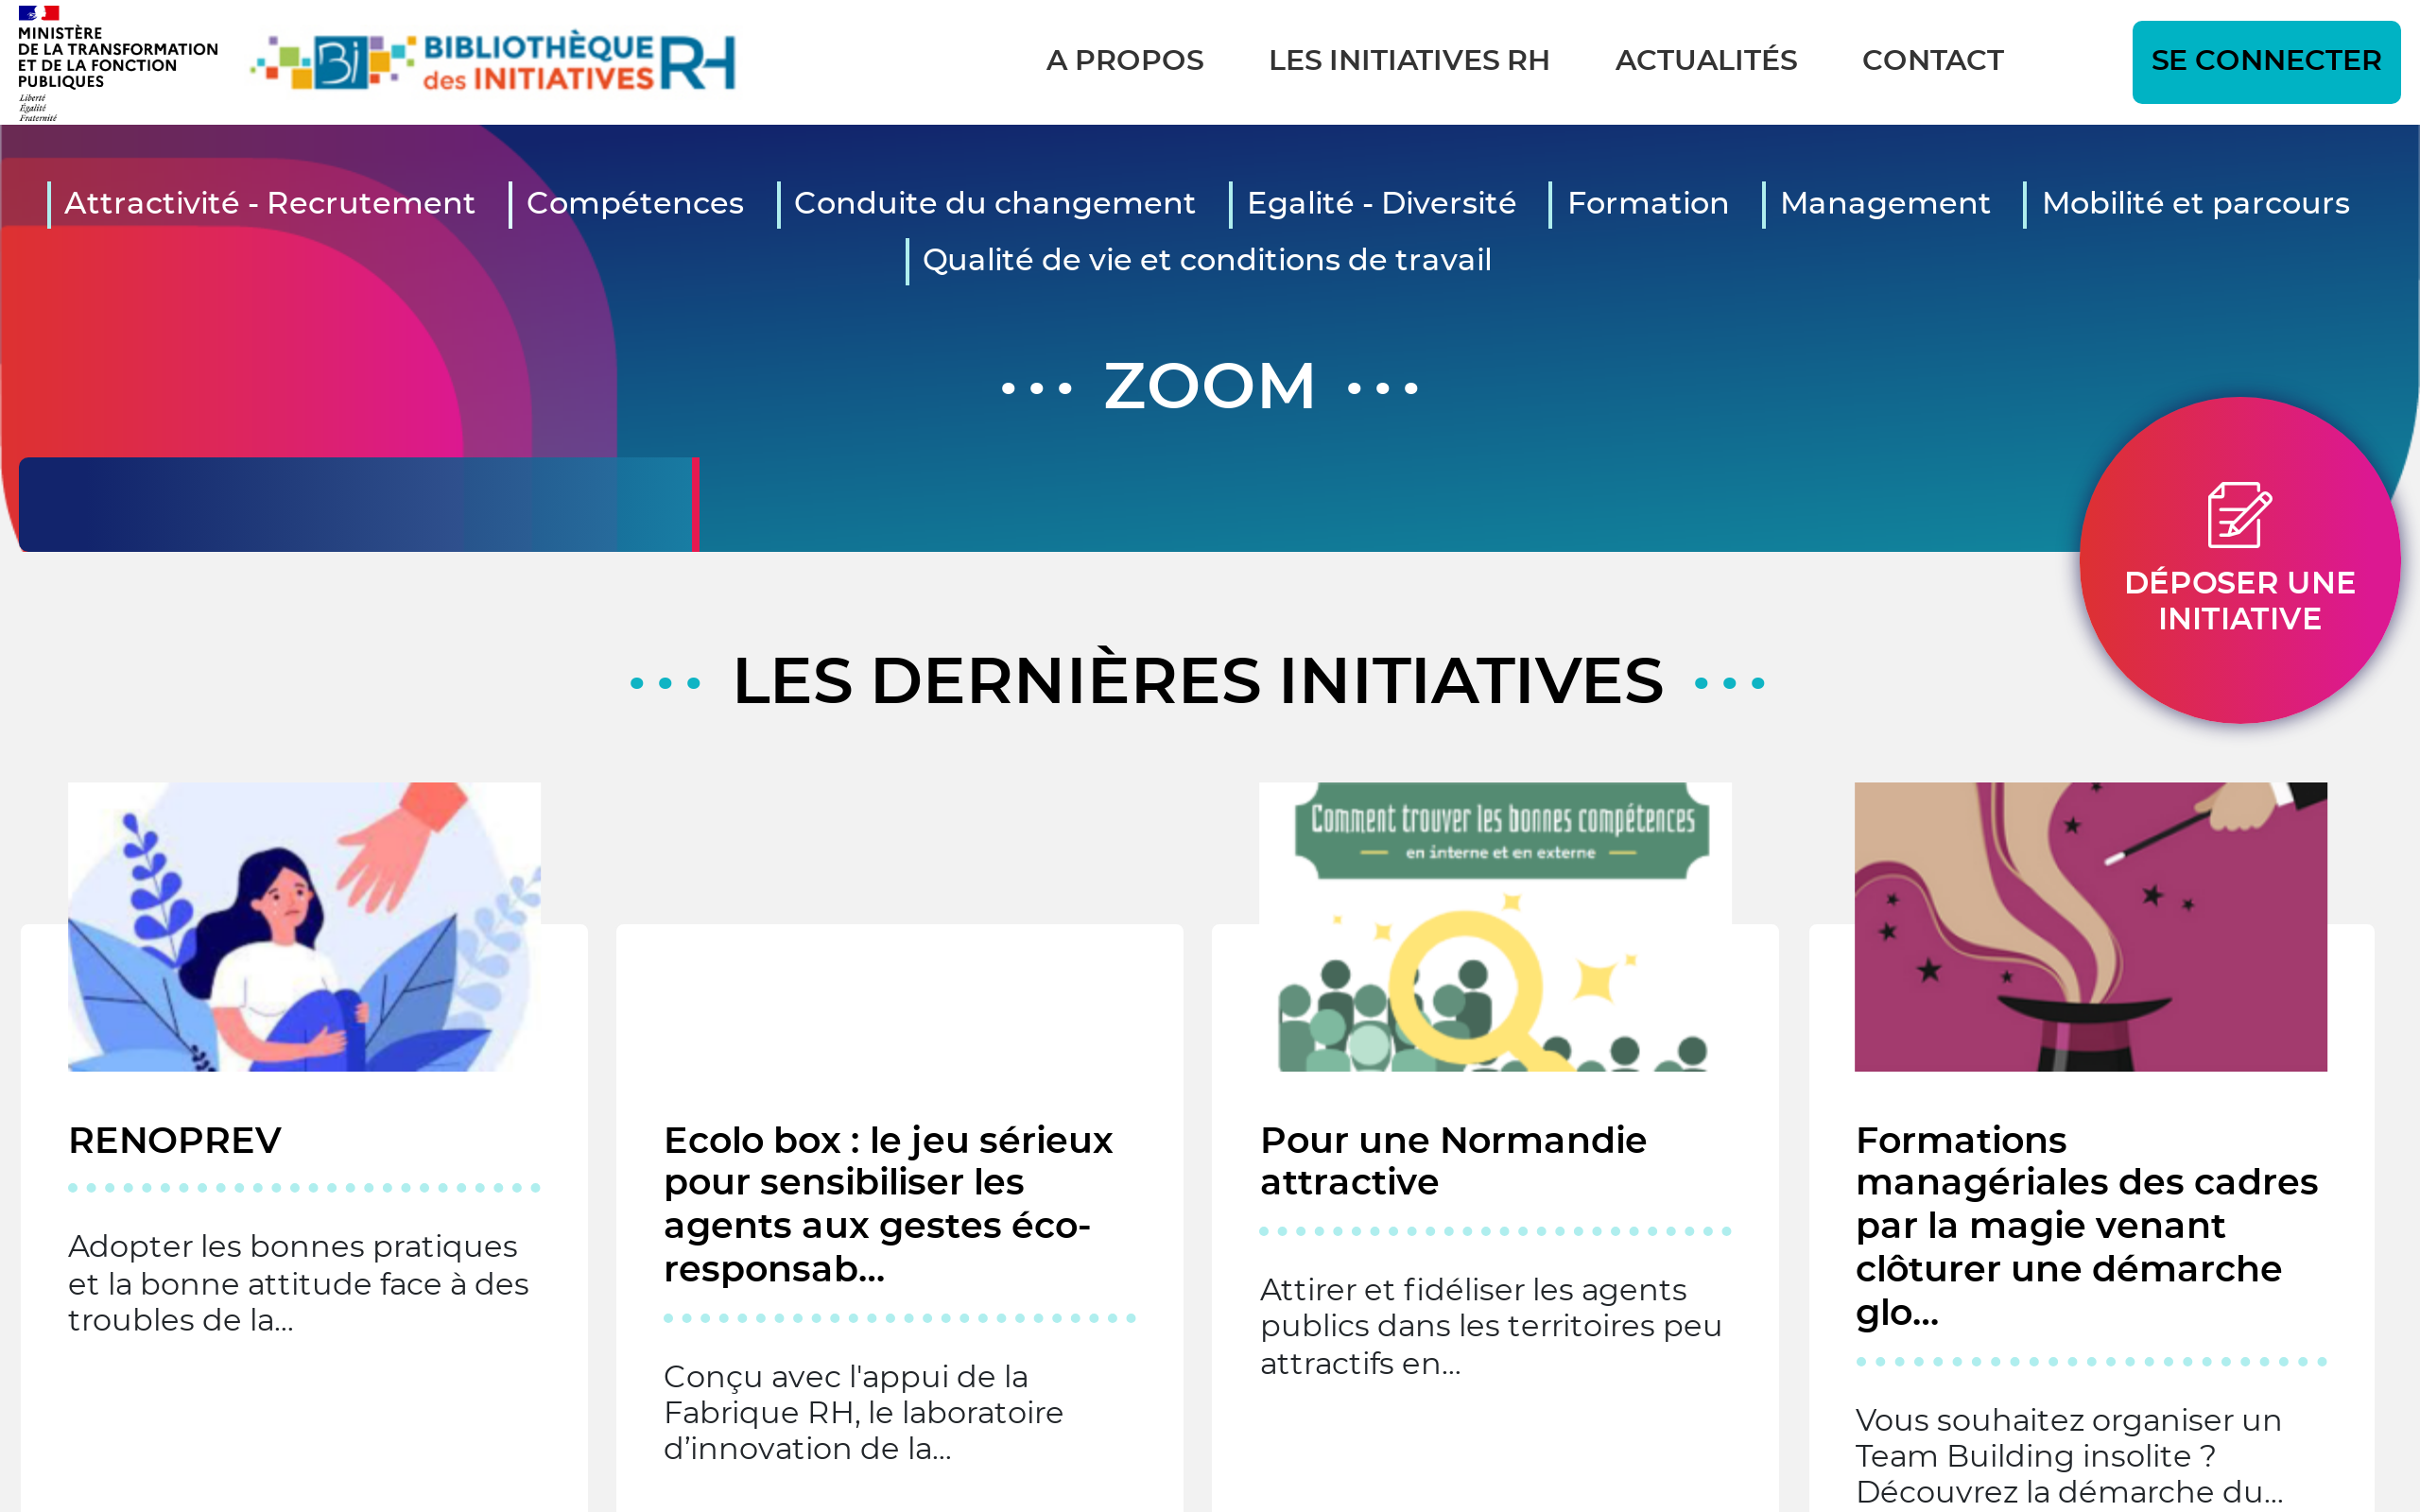 MINISTÈRE
DE LA TRANSFORMATION
ET DE LA FONCTION
PUBLIQUES
Liberté
Égalité
Fraternité
Bi
BIBLIOTHÈQUE
des INITIATIVES
RH
A PROPOS
LES INITIATIVES RH
ACTUALITÉS
CONTACT
SE CONNECTER
Attractivité - Recrutement
Compétences
Conduite du changement
Egalité - Diversité
Formation
Management
Mobilité et parcours
Qualité de vie et conditions de travail
ZOOM
DÉPOSER UNE
INITIATIVE
LES DERNIÈRES INITIATIVES
RENOPREV
Adopter les bonnes pratiques
et la bonne attitude face à des
troubles de la...
Ecolo box : le jeu sérieux
pour sensibiliser les
agents aux gestes éco-
responsab...
Conçu avec l'appui de la
Fabrique RH, le laboratoire
d’innovation de la...
Comment trouver les bonnes compétences
en interne et en externe
Pour une Normandie
attractive
Attirer et fidéliser les agents
publics dans les territoires peu
attractifs en...
Formations
managériales des cadres
par la magie venant
clôturer une démarche
glo...
Vous souhaitez organiser un
Team Building insolite ?
Découvrez la démarche du...